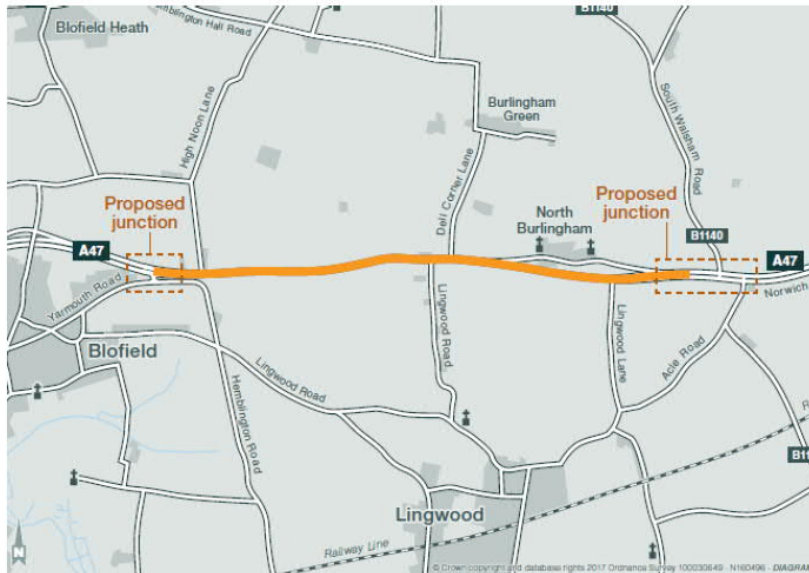 B1140
Hemblington Hall Road
Blofield Heath
High Noon Lane
Burlingham
Green
South Walsham Road
Dell Corner Lane
Proposed
junction
North
Burlingham
Proposed
junction
B1140
A47
A47
Yarmouth Road
Norwich
Blofield
Lingwood Road
Lingwood Road
Lingwood Lane
Acle Road
Hemblington Road
Lingwood
Railway Line
N
© Crown copyright and database rights 2017 Ordnance Survey 100030649 - N160496 - DIAGRAM